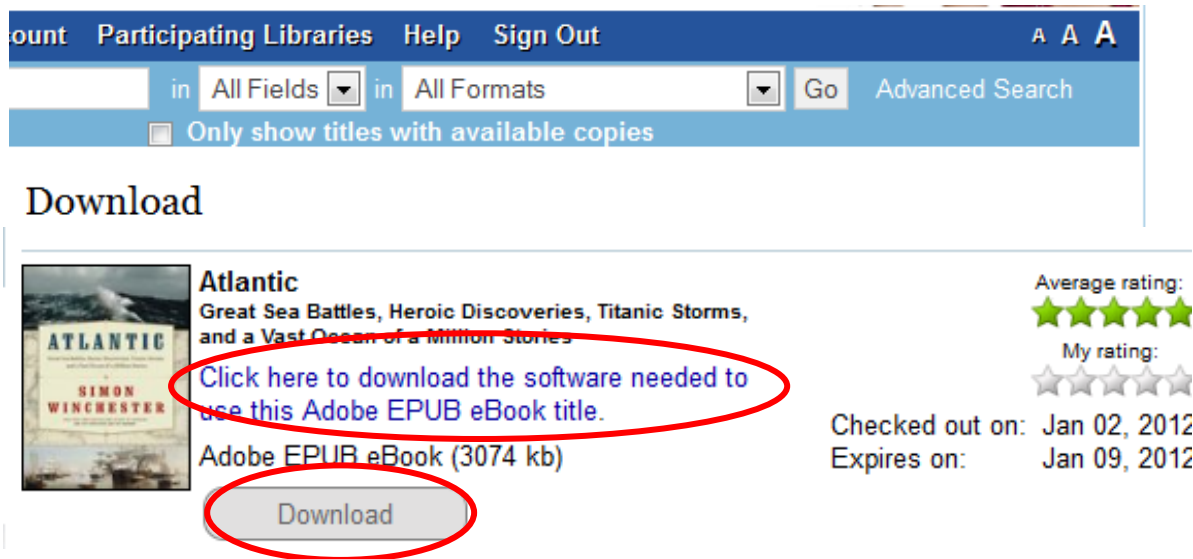 ount Participating Libraries Help Sign Out A A A
in All Fields in All Formats Go Advanced Search
Only show titles with available copies
Download
Atlantic
Great Sea Battles, Heroic Discoveries, Titanic Storms,
and a Vast Ocean of a Million Stories
Click here to download the software needed to
use this Adobe EPUB eBook title.
Adobe EPUB eBook (3074 kb)
Download
ATLANTIC
SIMON
WINCHESTER
Average rating:
My rating:
Checked out on: Jan 02, 2012
Expires on: Jan 09, 2012